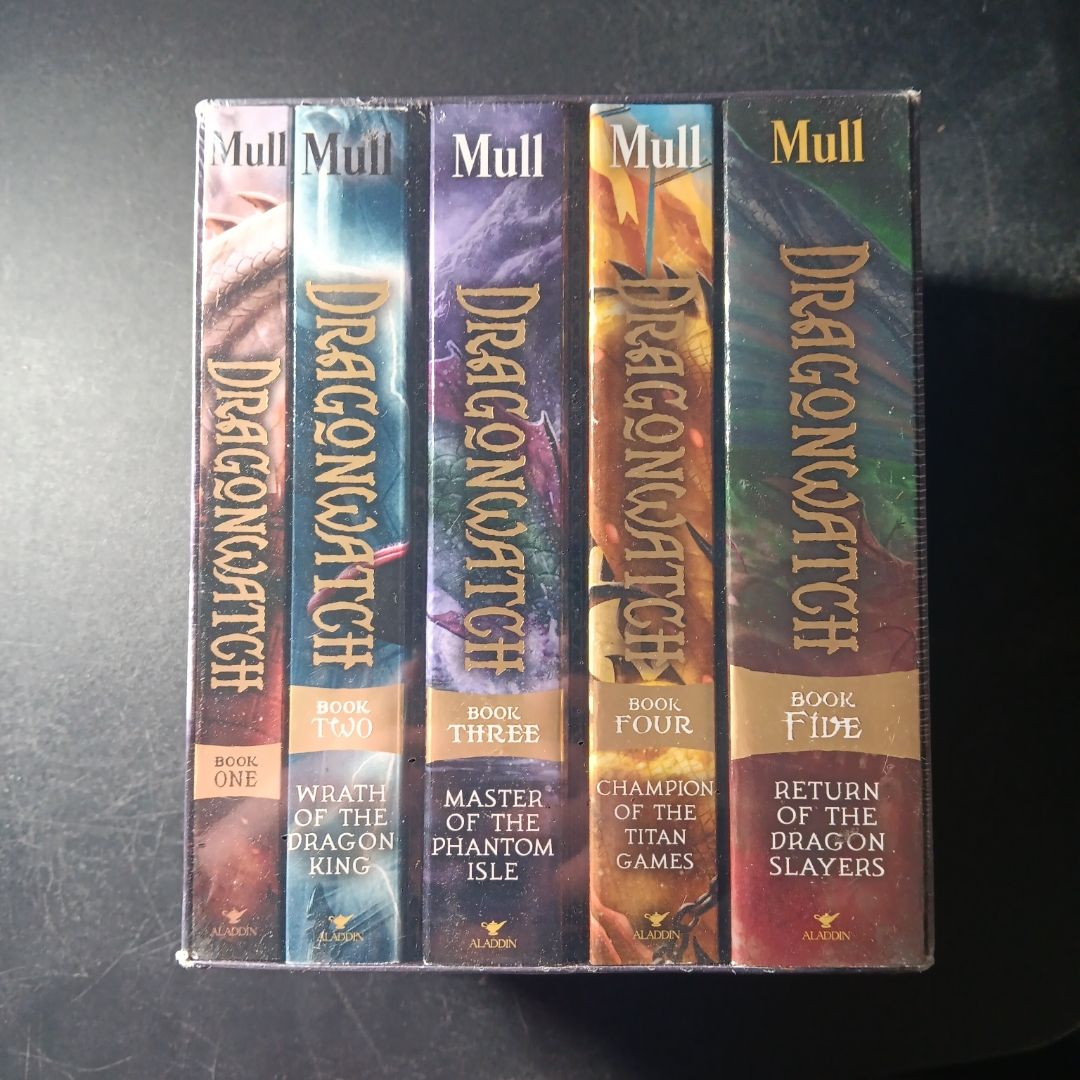 Mull
DRAGONWATCH
BOOK
ONE
ALADDIN
Mull
DRAGONWATCH
BOOK
TWO
WRATH
OF THE
DRAGON
KING
ALADDIN
Mull
DRAGONWATCH
BOOK
THREE
MASTER
OF THE
PHANTOM
ISLE
ALADDIN
Mull
DRAGONWATCH
BOOK
FOUR
CHAMPION
OF THE
TITAN
GAMES
ALADDIN
Mull
DRAGONWATCH
BOOK
FIVE
RETURN
OF THE
DRAGON
SLAYERS
ALADDIN